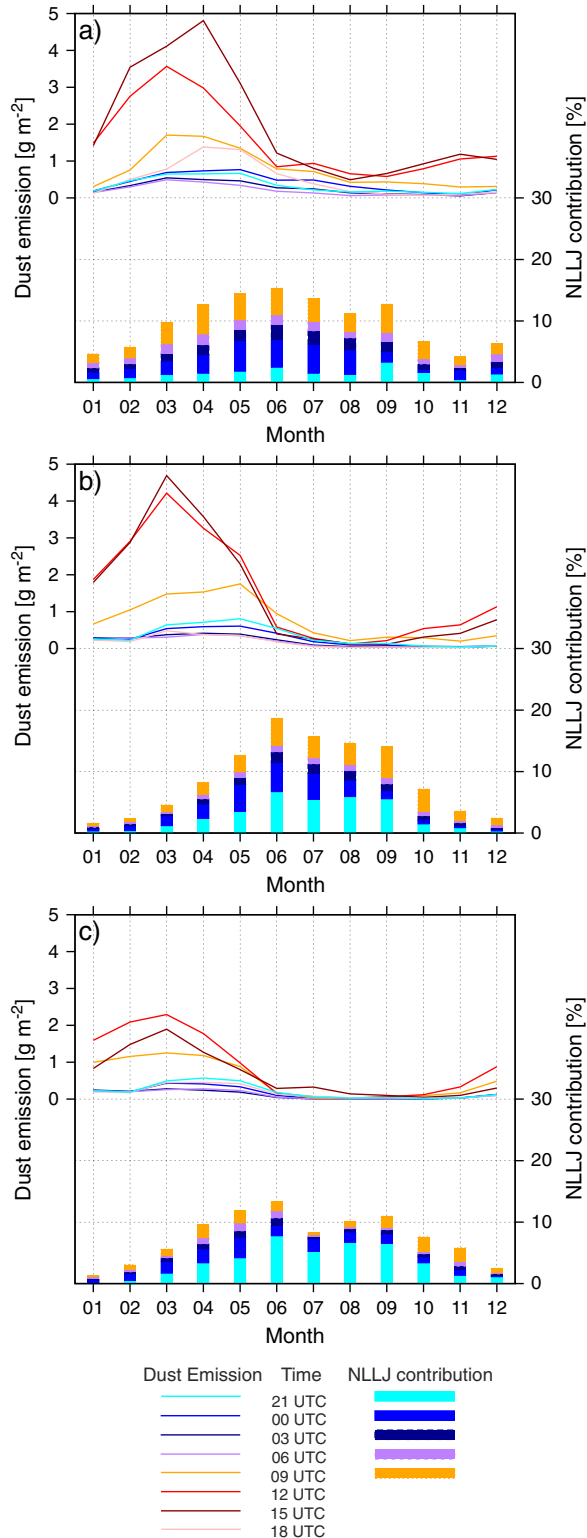 a)
5
4
3
2
1
0
Dust emission [g m-2]
30
20
10
0
NLLJ contribution [%]
01 02 03 04 05 06 07 08 09 10 11 12
Month
b)
5
4
3
2
1
0
Dust emission [g m-2]
30
20
10
0
NLLJ contribution [%]
01 02 03 04 05 06 07 08 09 10 11 12
Month
c)
5
4
3
2
1
0
Dust emission [g m-2]
30
20
10
0
NLLJ contribution [%]
01 02 03 04 05 06 07 08 09 10 11 12
Month
Dust Emission Time NLLJ contribution
21 UTC
00 UTC
03 UTC
06 UTC
09 UTC
12 UTC
15 UTC
18 UTC